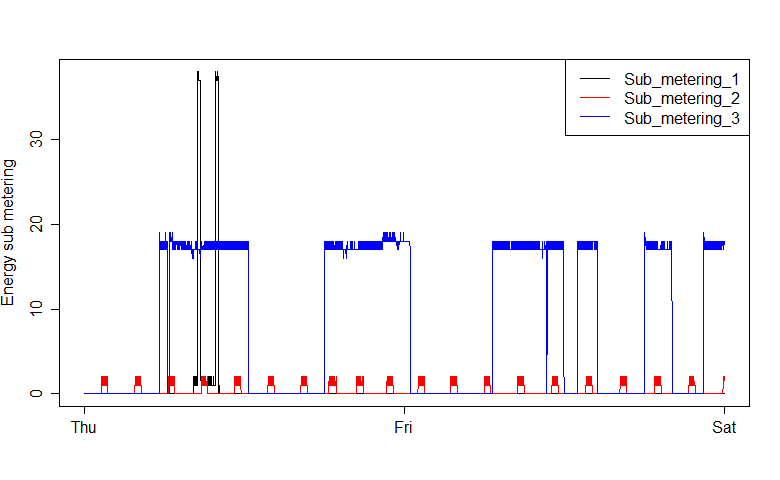 Sub_metering_1
Sub_metering_2
Sub_metering_3
Energy sub metering
30
20
10
0
Thu
Fri
Sat